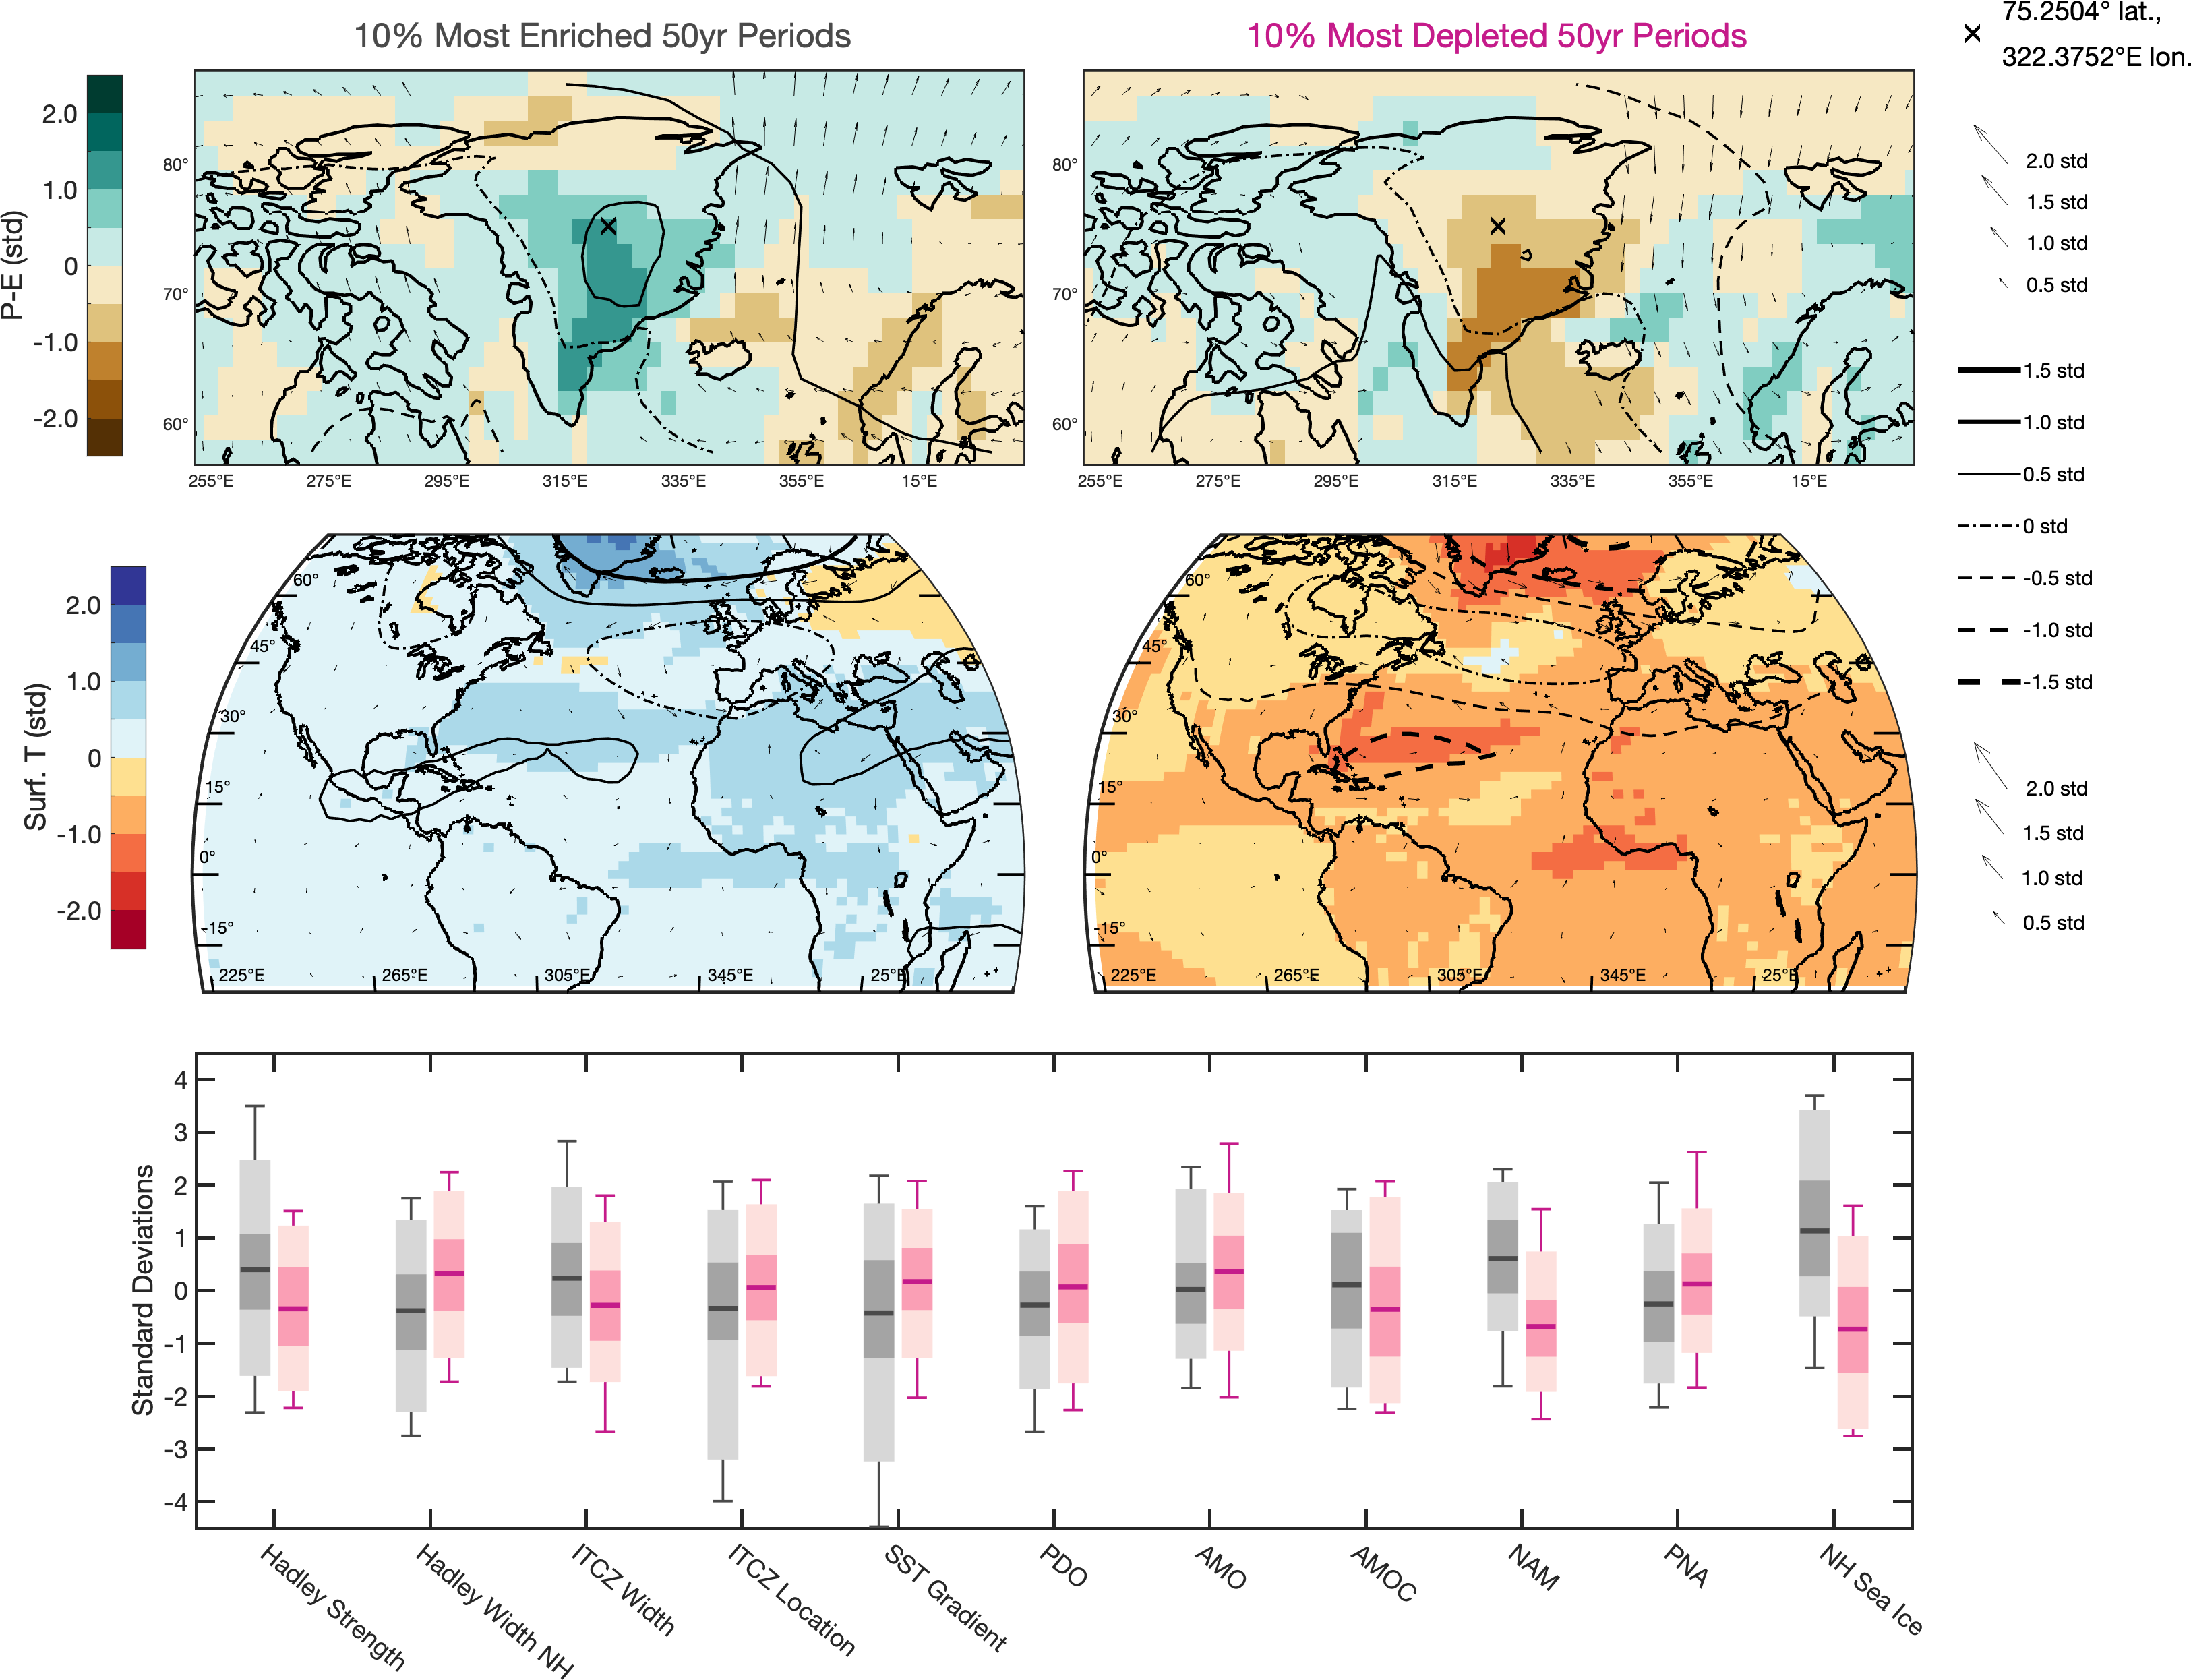 10% Most Enriched 50yr Periods
10% Most Depleted 50yr Periods
75.2504° lat.,
322.3752°E lon.
P-E (std)
2.0
1.0
0
-1.0
-2.0
80°
70°
60°
255°E 275°E 295°E 315°E 335°E 355°E 15°E
80°
70°
60°
255°E 275°E 295°E 315°E 335°E 355°E 15°E
2.0 std
1.5 std
1.0 std
0.5 std
1.5 std
1.0 std
0.5 std
0 std
-0.5 std
-1.0 std
-1.5 std
Surf. T (std)
2.0
1.0
0
-1.0
-2.0
60°
45°
30°
15°
0°
-15°
225°E 265°E 305°E 345°E 25°E
60°
45°
30°
15°
0°
-15°
225°E 265°E 305°E 345°E 25°E
2.0 std
1.5 std
1.0 std
0.5 std
Standard Deviations
4
3
2
1
0
-1
-2
-3
-4
Hadley Strength
Hadley Width NH
ITCZ Width
ITCZ Location
SST Gradient
PDO
AMO
AMOC
NAM
PNA
NH Sea Ice